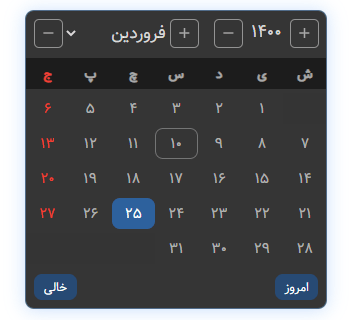 + ۱۴۰۰ − + فروردین −
ش ی د س چ پ ج
۱ ۲ ۳ ۴ ۵ ۶
۷ ۸ ۹ ۱۰ ۱۱ ۱۲ ۱۳
۱۴ ۱۵ ۱۶ ۱۷ ۱۸ ۱۹ ۲۰
۲۱ ۲۲ ۲۳ ۲۴ ۲۵ ۲۶ ۲۷
۲۸ ۲۹ ۳۰ ۳۱
امروز خالی